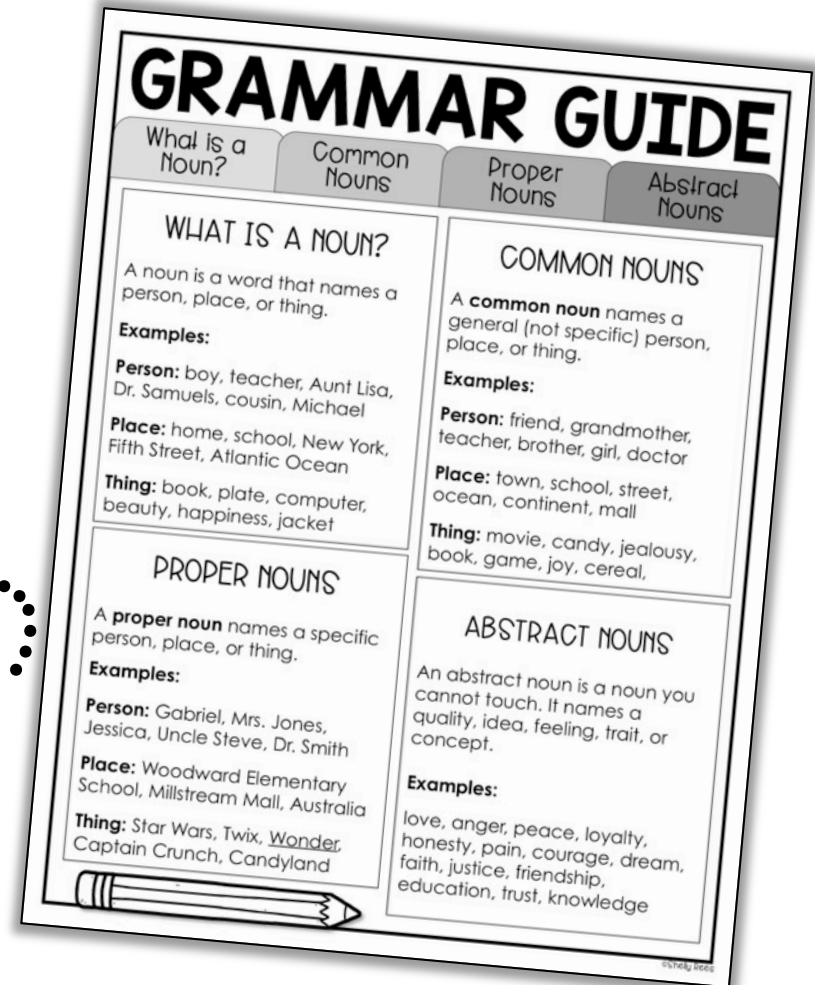 GRAMMAR GUIDE
What is a
Noun?
Common
Nouns
Proper
Nouns
Abstract
Nouns
WHAT IS A NOUN?
A noun is a word that names a
person, place, or thing.
Examples:
Person: boy, teacher, Aunt Lisa,
Dr. Samuels, cousin, Michael
Place: home, school, New York,
Fifth Street, Atlantic Ocean
Thing: book, plate, computer,
beauty, happiness, jacket
COMMON NOUNS
A common noun names a
general (not specific) person,
place, or thing.
Examples:
Person: friend, grandmother,
teacher, brother, girl, doctor
Place: town, school, street,
ocean, continent, mall
Thing: movie, candy, jealousy,
book, game, joy, cereal,
PROPER NOUNS
A proper noun names a specific
person, place, or thing.
Examples:
Person: Gabriel, Mrs. Jones,
Jessica, Uncle Steve, Dr. Smith
Place: Woodward Elementary
School, Millstream Mall, Australia
Thing: Star Wars, Twix, Wonder,
Captain Crunch, Candyland
ABSTRACT NOUNS
An abstract noun is a noun you
cannot touch. It names a
quality, idea, feeling, trait, or
concept.
Examples:
love, anger, peace, loyalty,
honesty, pain, courage, dream,
faith, justice, friendship,
education, trust, knowledge
©Shelly Rees